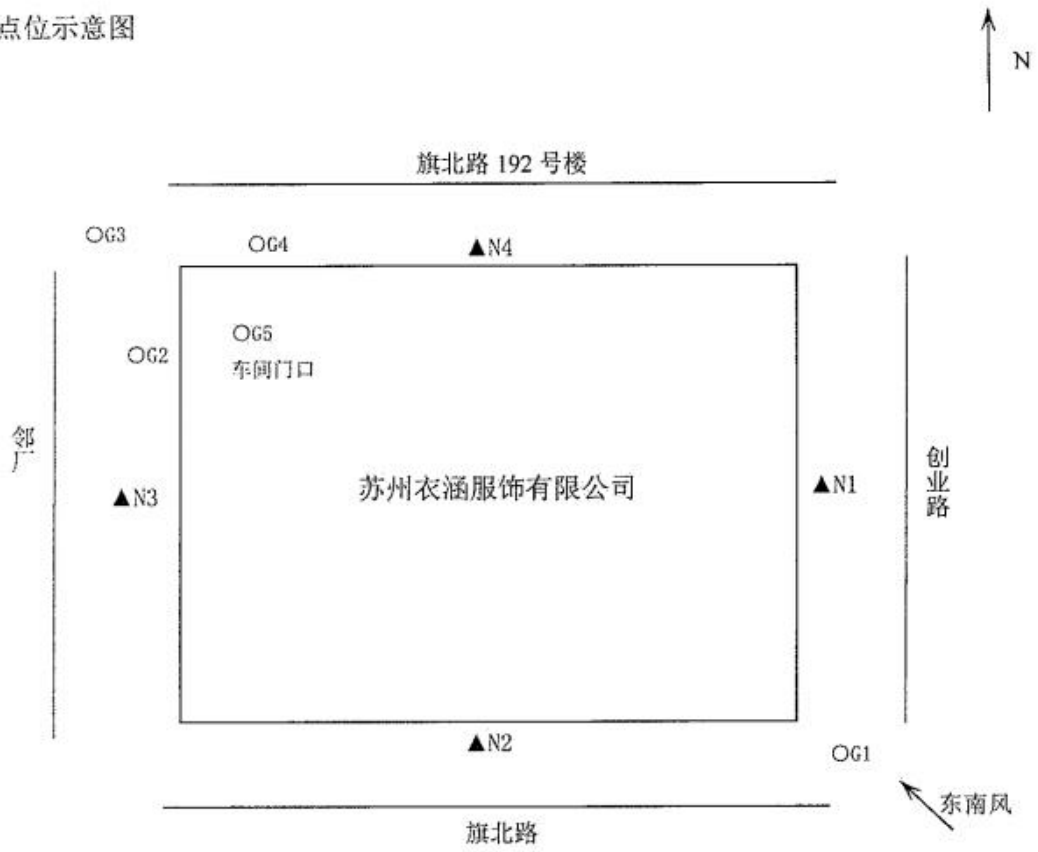 点位示意图
N
旗北路 192 号楼
○G3
○G4
▲N4
○G5
车间门口
○G2
邻厂
▲N3
苏州衣涵服饰有限公司
▲N1
创业路
▲N2
○G1
东南风
旗北路